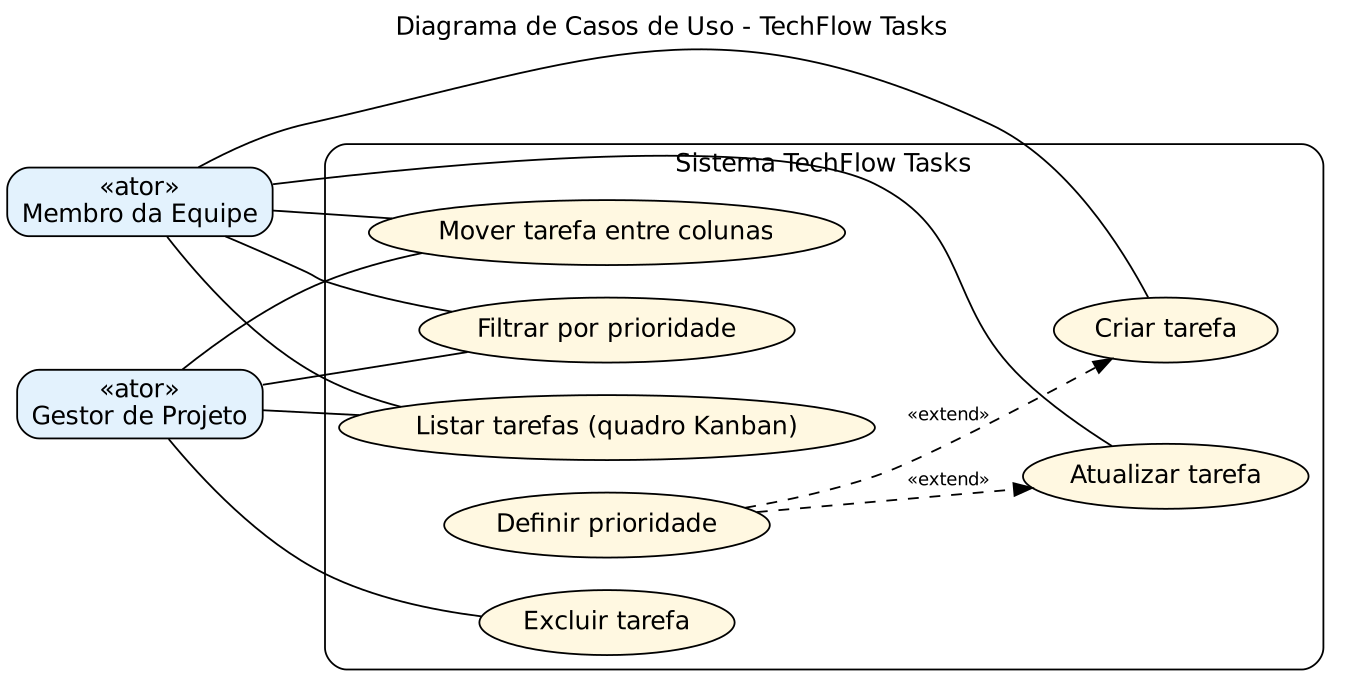 Diagrama de Casos de Uso - TechFlow Tasks
Sistema TechFlow Tasks
«ator»
Membro da Equipe
Mover tarefa entre colunas
Filtrar por prioridade
Criar tarefa
«ator»
Gestor de Projeto
Listar tarefas (quadro Kanban)
«extend»
«extend»
Atualizar tarefa
Definir prioridade
Excluir tarefa